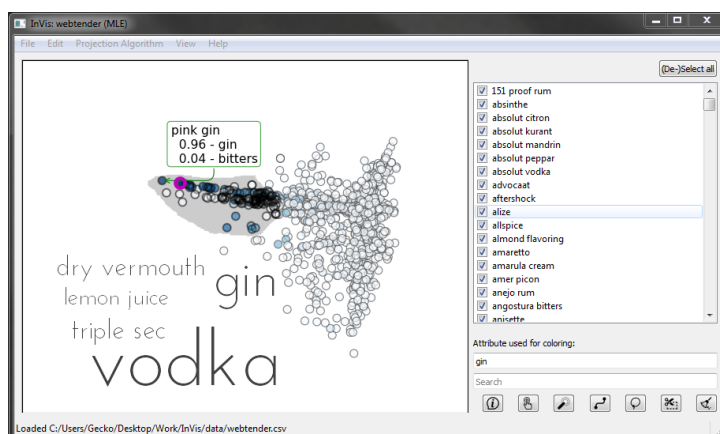 InVis: webtender (MLE)
File Edit Projection Algorithm View Help
(De-)Select all
pink gin
0.96 - gin
0.04 - bitters
dry vermouth
gin
lemon juice
triple sec
vodka
151 proof rum
absinthe
absolut citron
absolut kurant
absolut mandrin
absolut peppar
absolut vodka
advocaat
aftershock
alize
allspice
almond flavoring
amaretto
amarula cream
amer picon
anejo rum
angostura bitters
anisette
Attribute used for coloring:
gin
Search
Loaded C:/Users/Gecko/Desktop/Work/InVis/data/webtender.csv